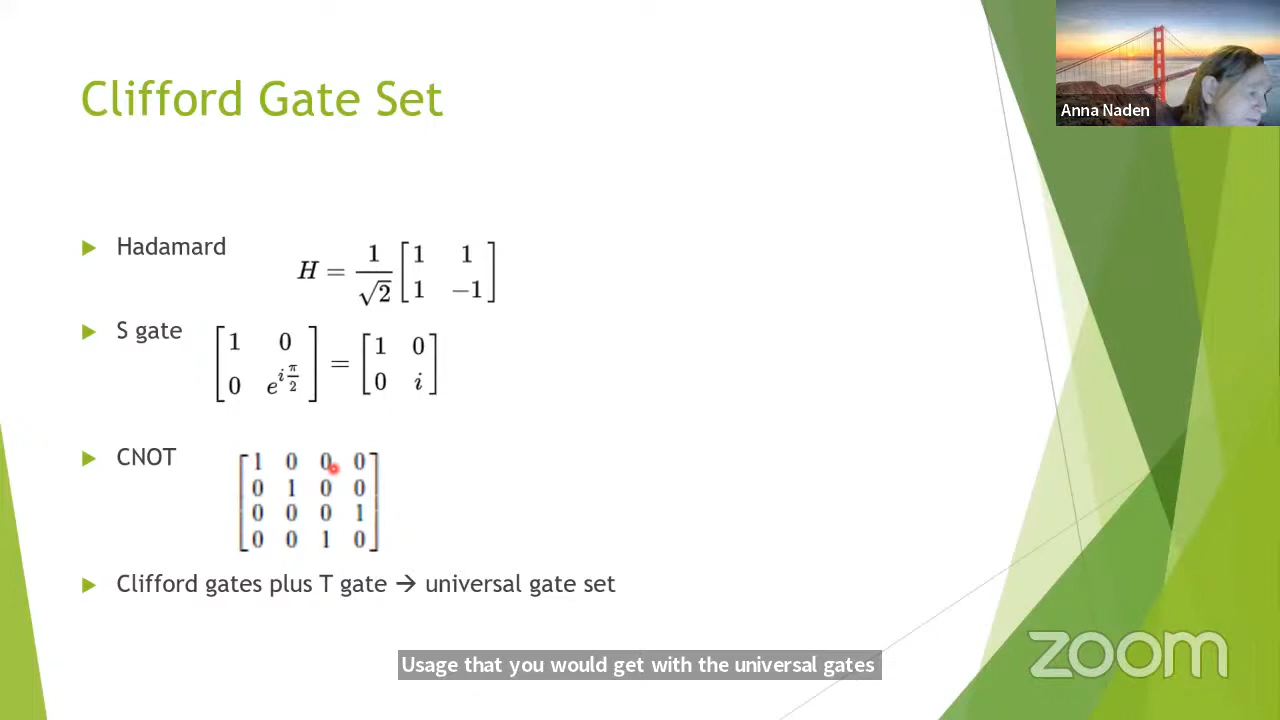 Clifford Gate Set
Anna Naden
Hadamard
H = 1/√2 [1 1
1 −1]
S gate
[1 0
0 e^{i π/2}] = [1 0
0 i]
CNOT
[1 0 0 0
0 1 0 0
0 0 0 1
0 0 1 0]
Clifford gates plus T gate → universal gate set
Usage that you would get with the universal gates
zoom